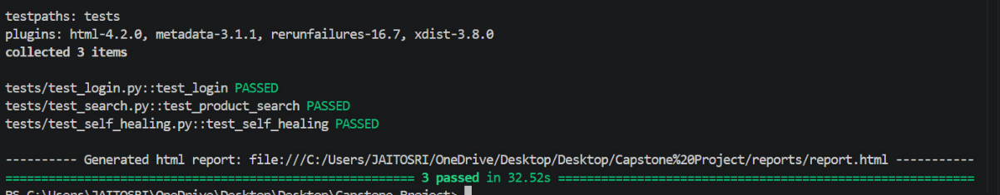 testpaths: tests
plugins: html-4.2.0, metadata-3.1.1, rerunfailures-16.7, xdist-3.8.0
collected 3 items
tests/test_login.py::test_login PASSED
tests/test_search.py::test_product_search PASSED
tests/test_self_healing.py::test_self_healing PASSED
---------- Generated html report: file:///C:/Users/JAITOSRI/OneDrive/Desktop/Desktop/Capstone%20Project/reports/report.html -----------
========================================================= 3 passed in 32.52s ==========================================================
PS C:\Users\JAITOSRI\OneDrive\Desktop\Desktop\Capstone Project>